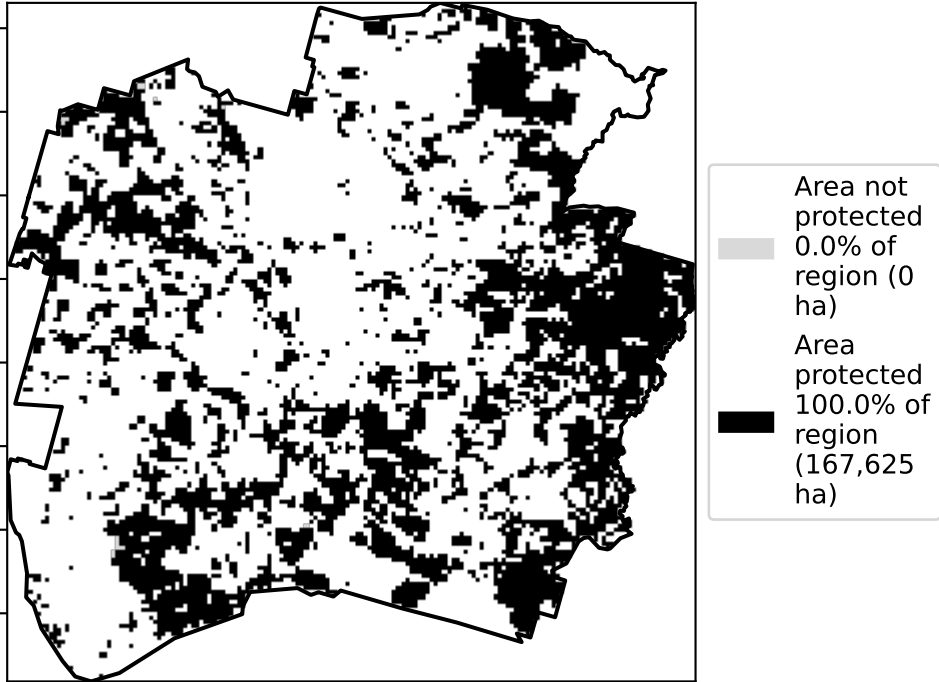 Area not
protected
0.0% of
region (0
ha)
Area
protected
100.0% of
region
(167,625
ha)